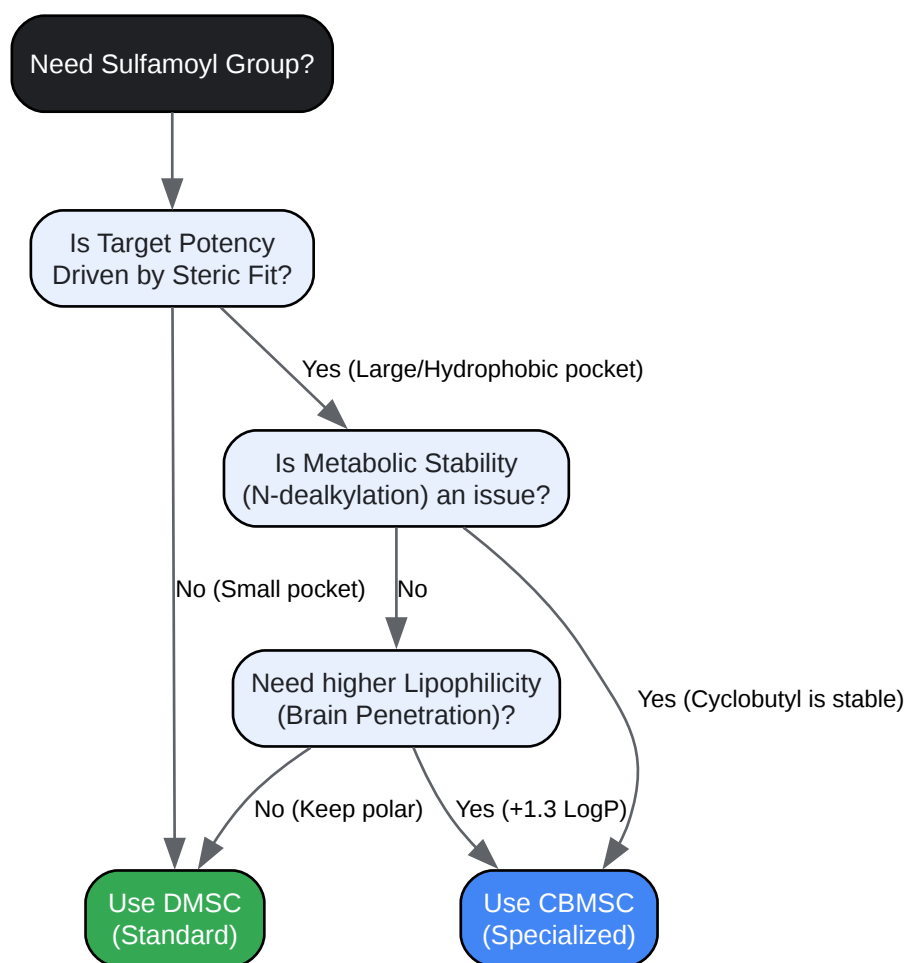 Need Sulfamoyl Group?
Is Target Potency
Driven by Steric Fit?
Yes (Large/Hydrophobic pocket)
Is Metabolic Stability
(N-dealkylation) an issue?
No (Small pocket)
No
Need higher Lipophilicity
(Brain Penetration)?
Yes (Cyclobutyl is stable)
No (Keep polar)
Yes (+1.3 LogP)
Use DMSC
(Standard)
Use CBMSC
(Specialized)